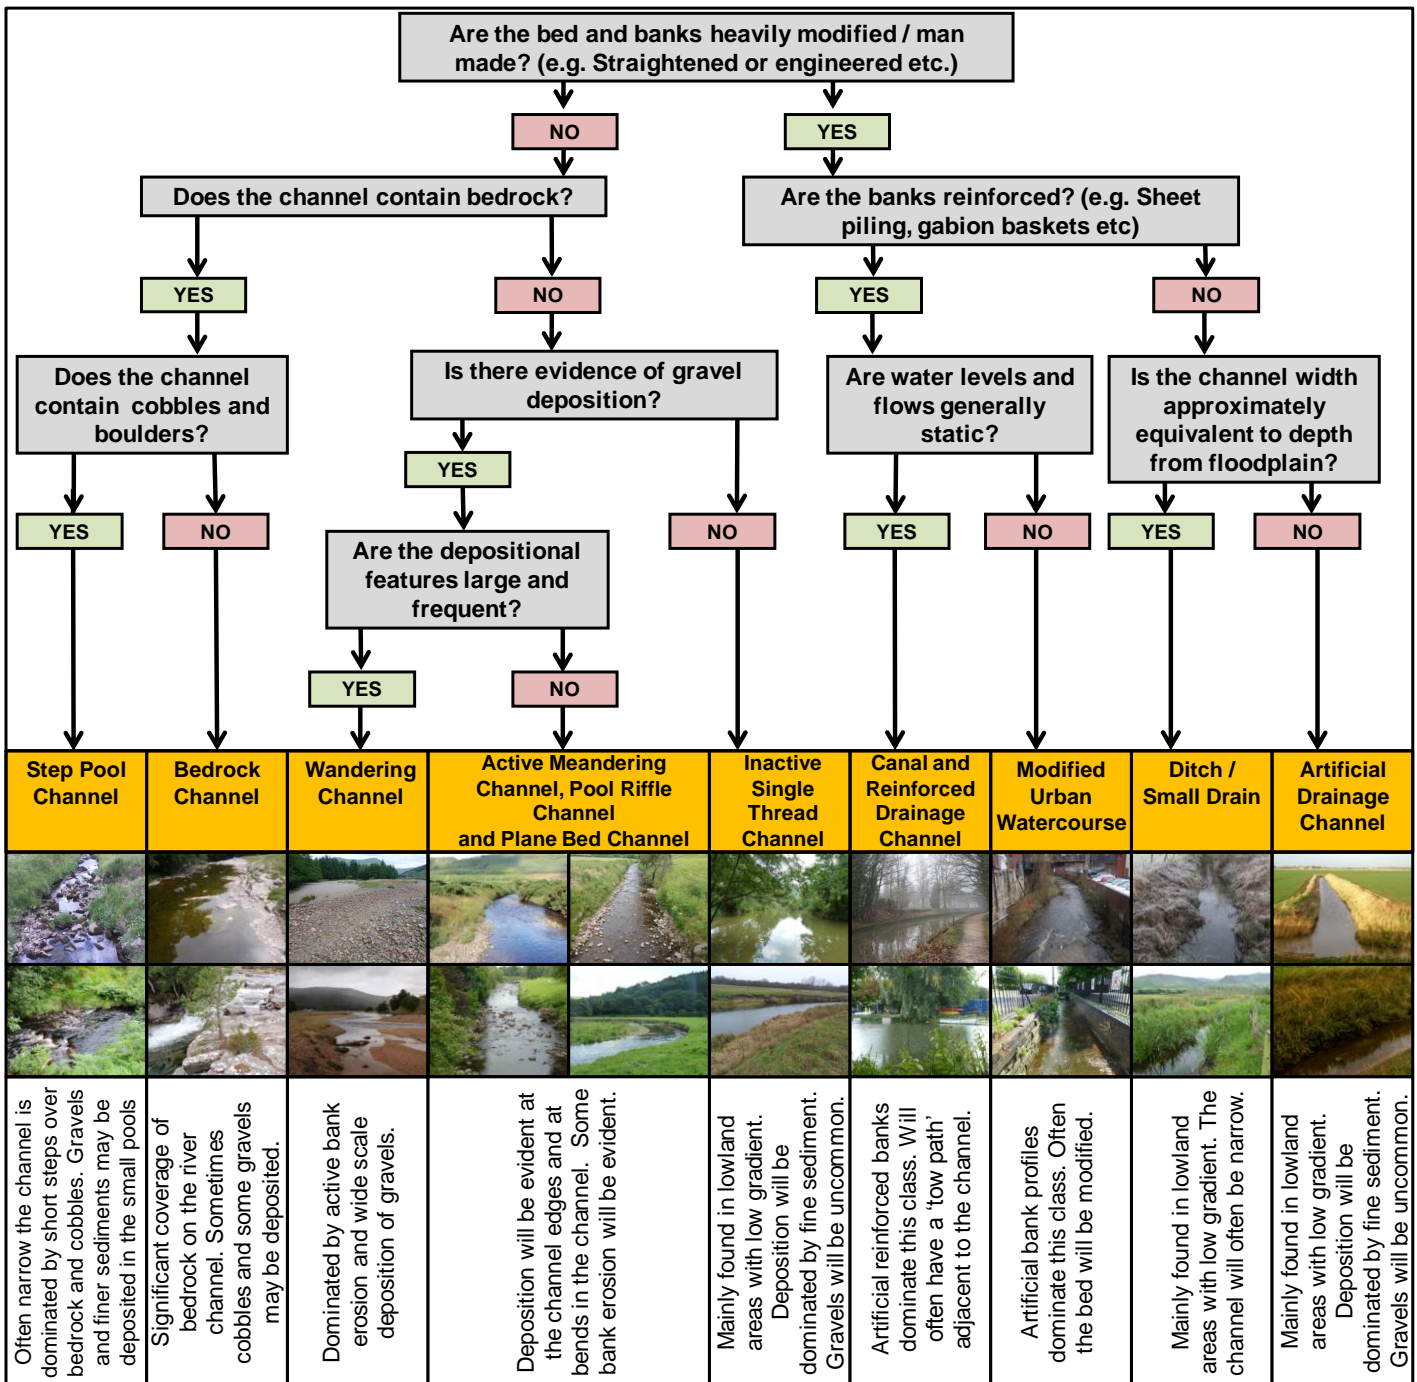 Are the bed and banks heavily modified / man
made? (e.g. Straightened or engineered etc.)
NO
YES
Does the channel contain bedrock?
Are the banks reinforced? (e.g. Sheet
piling, gabion baskets etc)
YES
NO
YES
NO
Does the channel
contain cobbles and
boulders?
Is there evidence of gravel
deposition?
Are water levels and
flows generally
static?
Is the channel width
approximately
equivalent to depth
from floodplain?
YES
YES
NO
NO
YES
NO
YES
NO
Are the depositional
features large and
frequent?
YES
NO
Step Pool
Channel
Bedrock
Channel
Wandering
Channel
Active Meandering
Channel, Pool Riffle
Channel
and Plane Bed Channel
Inactive
Single
Thread
Channel
Canal and
Reinforced
Drainage
Channel
Modified
Urban
Watercourse
Ditch /
Small Drain
Artificial
Drainage
Channel
Often narrow the channel is
dominated by short steps over
bedrock and cobbles. Gravels
and finer sediments may be
deposited in the small pools
Significant coverage of
bedrock on the river
channel. Sometimes
cobbles and some gravels
may be deposited.
Dominated by active bank
erosion and wide scale
deposition of gravels.
Deposition will be evident at
the channel edges and at
bends in the channel. Some
bank erosion will be evident.
Mainly found in lowland
areas with low gradient.
Deposition will be
dominated by fine sediment.
Gravels will be uncommon.
Artificial reinforced banks
dominate this class. Will
often have a ‘tow path’
adjacent to the channel.
Artificial bank profiles
dominate this class. Often
the bed will be modified.
Mainly found in lowland
areas with low gradient. The
channel will often be narrow.
Mainly found in lowland
areas with low gradient.
Deposition will be
dominated by fine sediment.
Gravels will be uncommon.